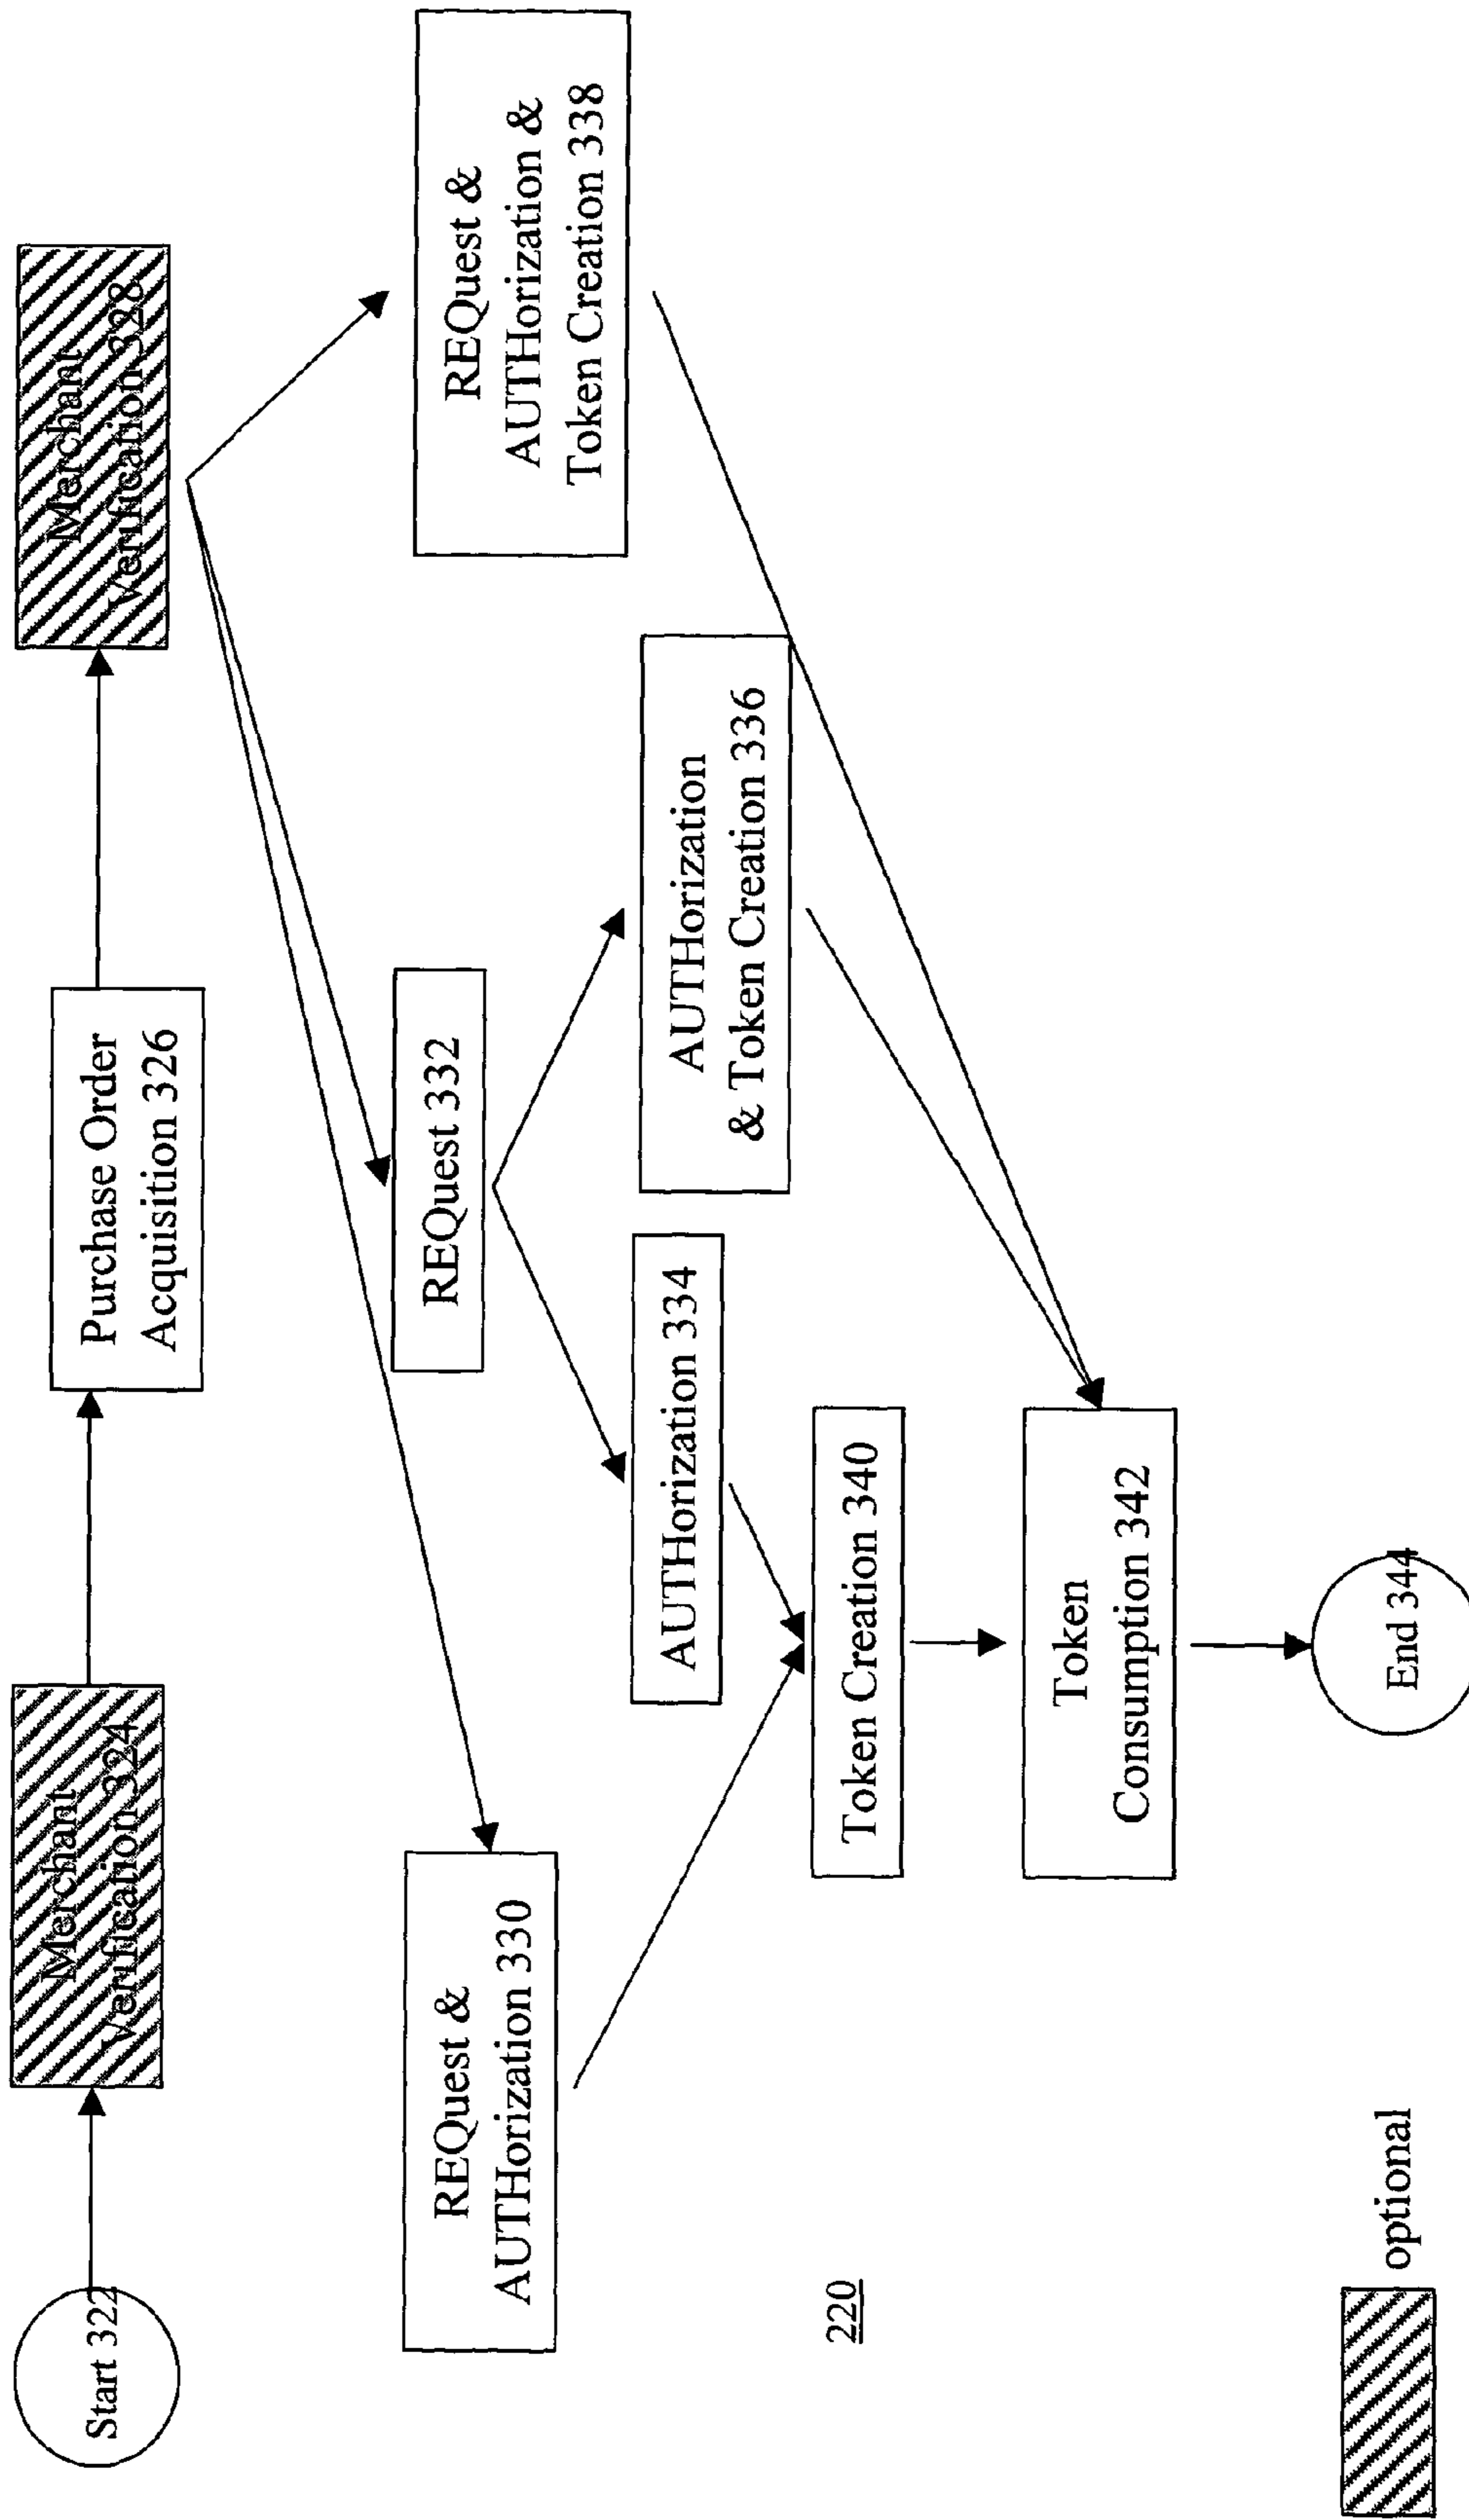 Start 322
Merchant
Verification 324
Purchase Order
Acquisition 326
Merchant
Verification 328
REQuest &
AUTHorization 330
REQuest 332
REQuest &
AUTHorization &
Token Creation 338
AUTHorization 334
AUTHorization
& Token Creation 336
Token Creation 340
220
Token
Consumption 342
End 344
optional